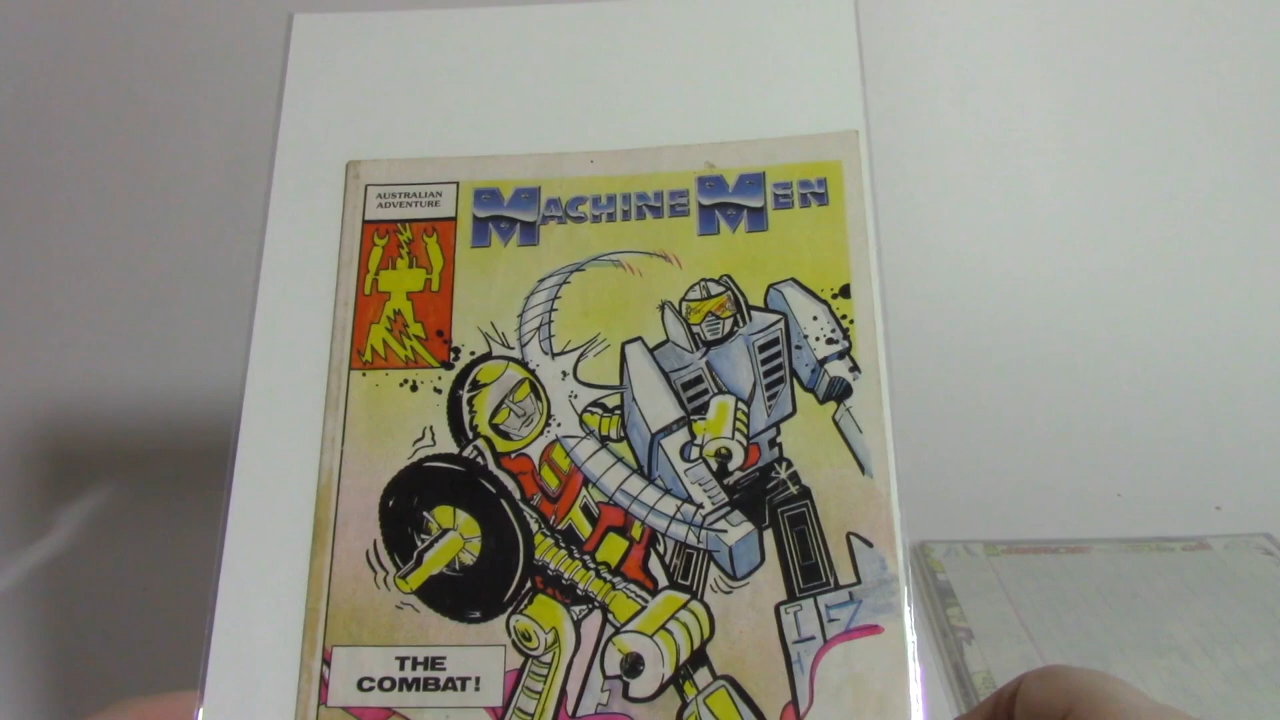 AUSTRALIAN
ADVENTURE
MACHINE MEN
THE
COMBAT!